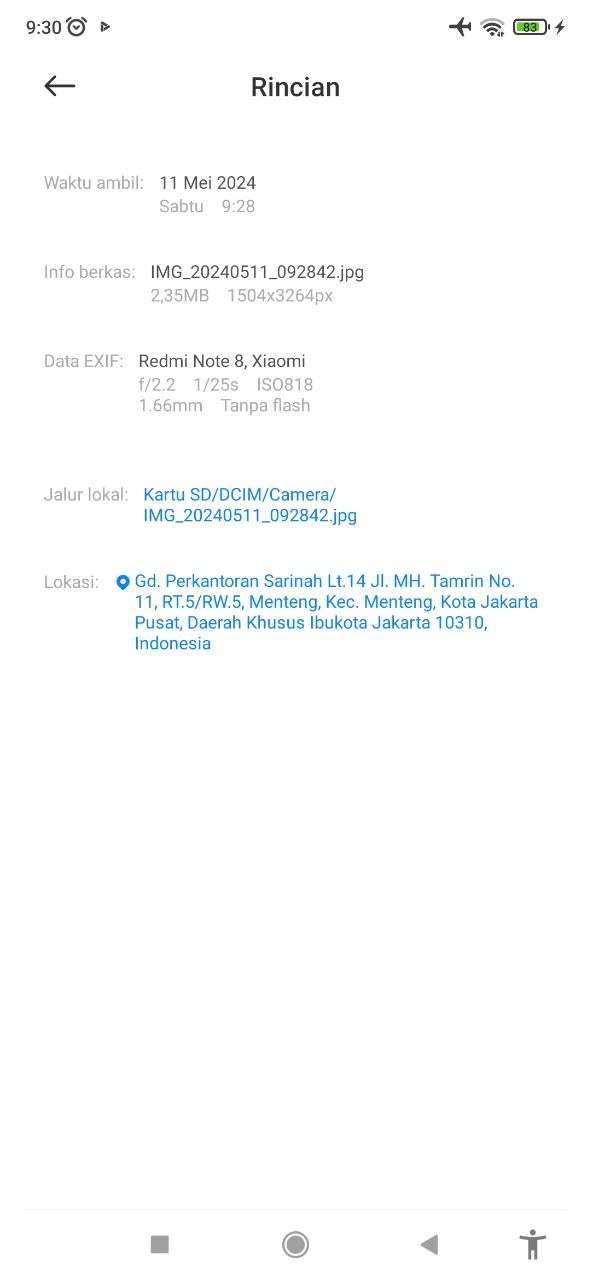 9:30
83
Rincian
Waktu ambil: 11 Mei 2024
Sabtu 9:28
Info berkas: IMG_20240511_092842.jpg
2,35MB 1504x3264px
Data EXIF: Redmi Note 8, Xiaomi
f/2.2 1/25s ISO818
1.66mm Tanpa flash
Jalur lokal: Kartu SD/DCIM/Camera/
IMG_20240511_092842.jpg
Lokasi: Gd. Perkantoran Sarinah Lt.14 Jl. MH. Tamrin No.
11, RT.5/RW.5, Menteng, Kec. Menteng, Kota Jakarta
Pusat, Daerah Khusus Ibukota Jakarta 10310,
Indonesia